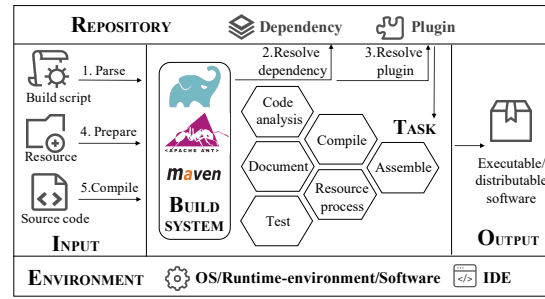 REPOSITORY
Dependency
Plugin
1. Parse
Build script
4. Prepare
Resource
5.Compile
Source code
INPUT
2.Resolve
dependency
3.Resolve
plugin
<APACHE ANT>
maven
BUILD
SYSTEM
Code
analysis
Compile
TASK
Document
Assemble
Resource
process
Test
Executable/
distributable
software
OUTPUT
ENVIRONMENT
OS/Runtime-environment/Software
</>
IDE